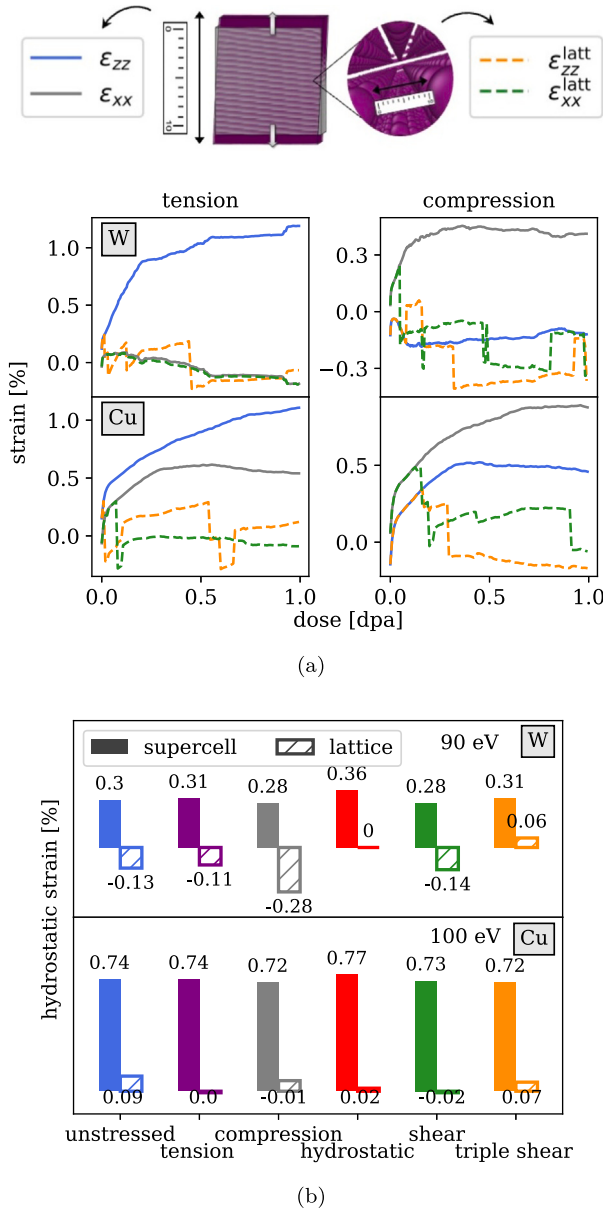 ε_zz
ε_xx
0
10
ε^latt_zz
ε^latt_xx
tension
compression
W
1.0
0.5
0.0
0.3
0.0
−0.3
strain [%]
Cu
1.0
0.5
0.0
0.5
0.0
0.0
0.5
1.0
0.0
0.5
1.0
dose [dpa]
(a)
supercell
lattice
90 eV
W
0.3
0.31
0.28
0.36
0.28
0.31
0
0.06
-0.13
-0.11
-0.28
-0.14
hydrostatic strain [%]
100 eV
Cu
0.74
0.74
0.72
0.77
0.73
0.72
0.09
0.0
-0.01
0.02
-0.02
0.07
unstressed
compression
shear
tension
hydrostatic
triple shear
(b)